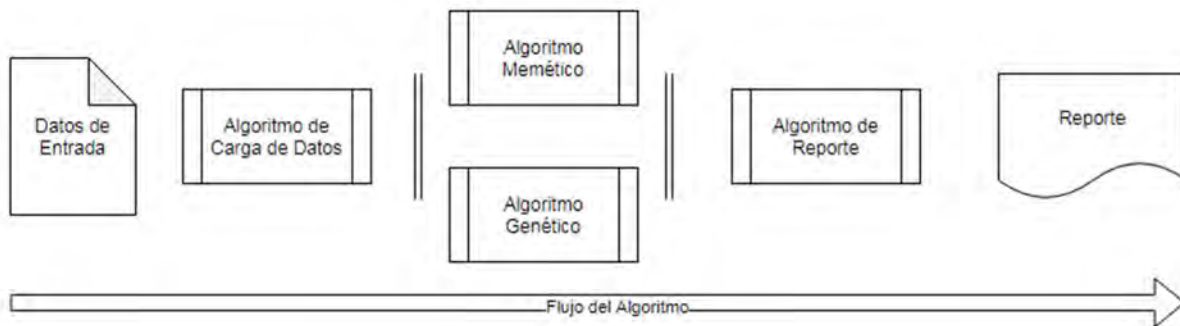 Datos de
Entrada
Algoritmo de
Carga de Datos
Algoritmo
Memético
Algoritmo
Genético
Algoritmo de
Reporte
Reporte
Flujo del Algoritmo